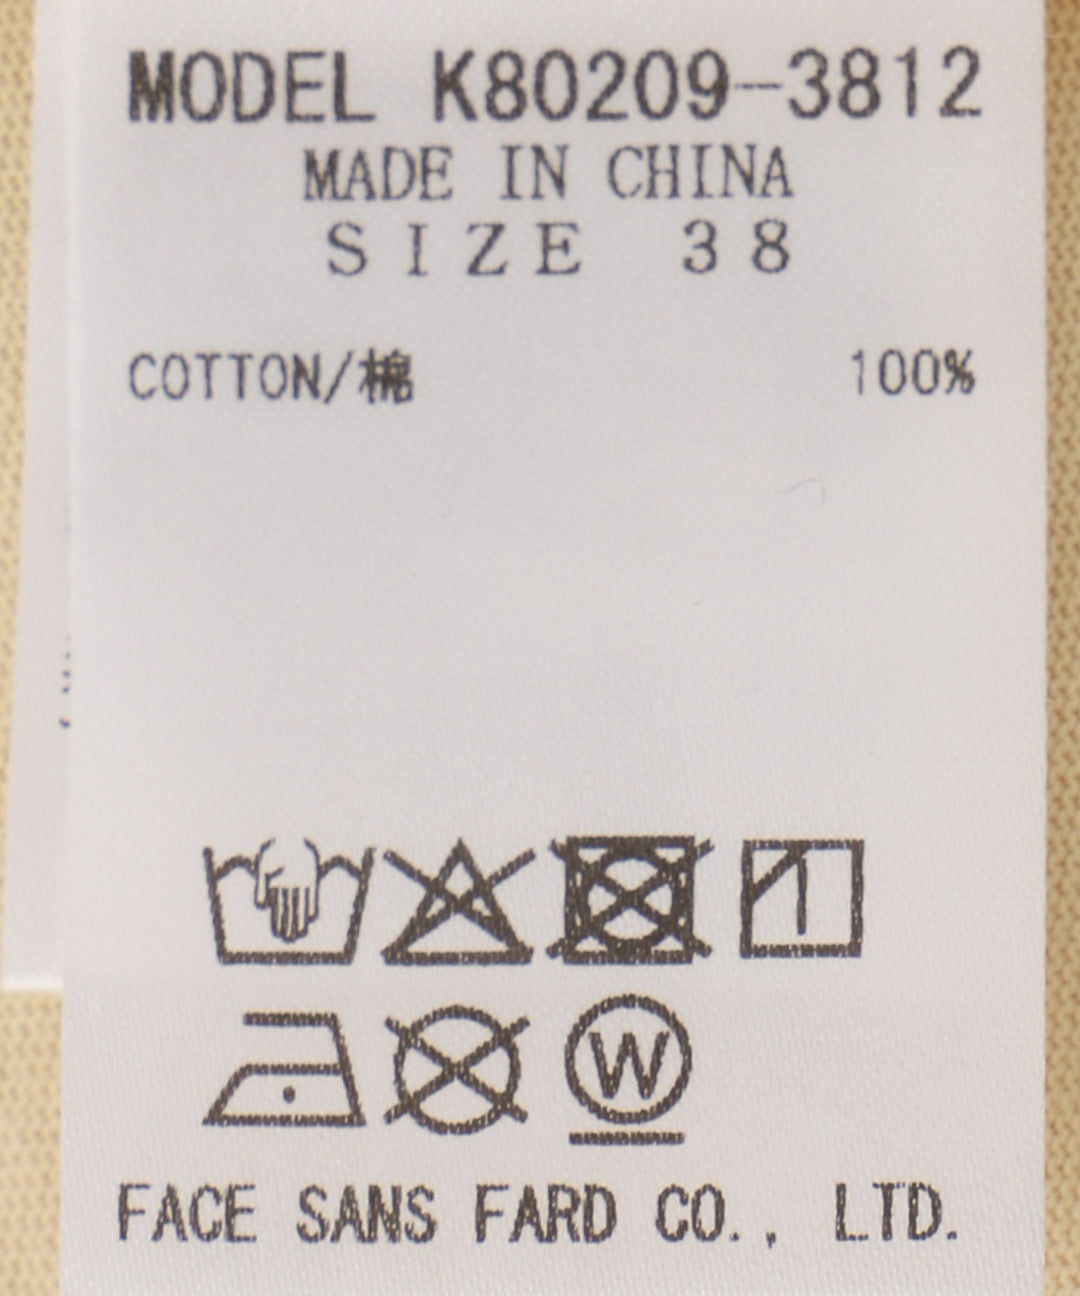 MODEL K80209-3812
MADE IN CHINA
SIZE 38
COTTON/棉 100%
W
FACE SANS FARD CO., LTD.